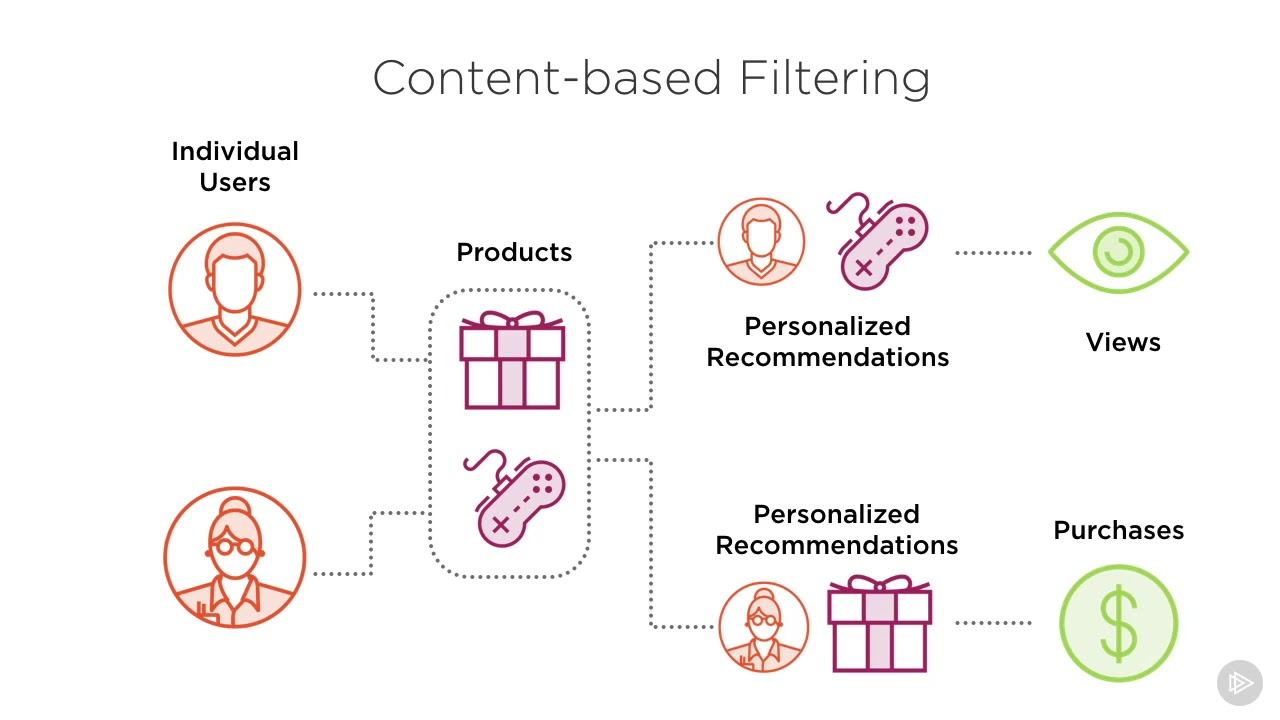 Content-based Filtering
Individual
Users
Products
Personalized
Recommendations
Views
Personalized
Recommendations
Purchases
$